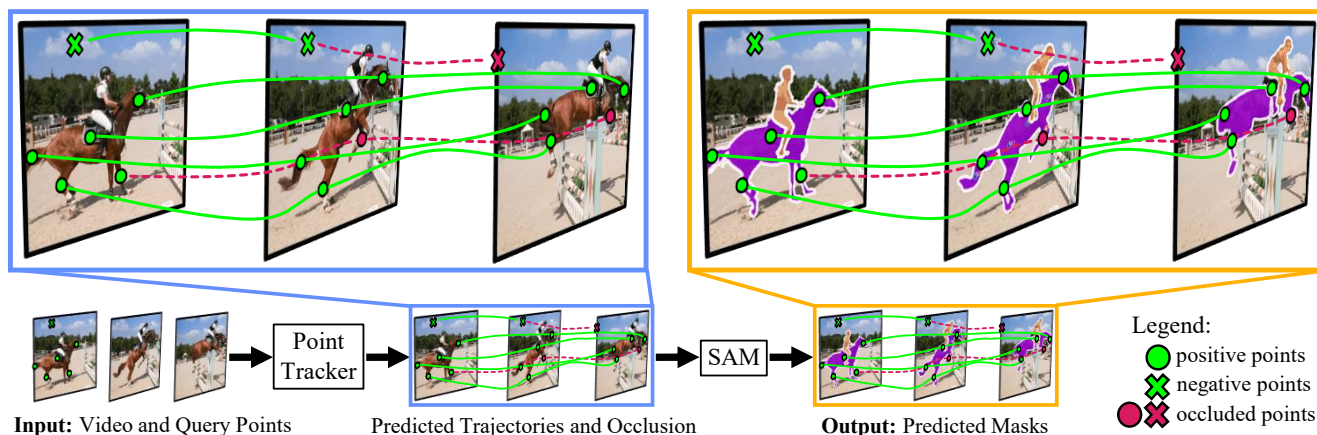 Point
Tracker
SAM
Legend:
positive points
negative points
occluded points
Input: Video and Query Points
Predicted Trajectories and Occlusion
Output: Predicted Masks